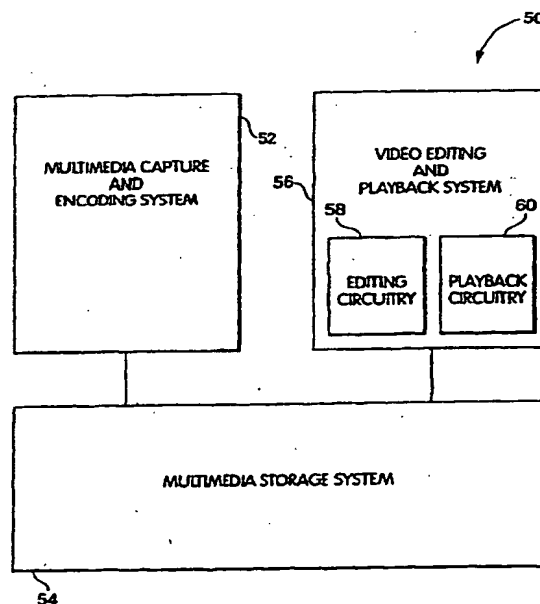 50
52
MULTIMEDIA CAPTURE
AND
ENCODING SYSTEM
56
VIDEO EDITING
AND
PLAYBACK SYSTEM
58
60
EDITING
CIRCUITRY
PLAYBACK
CIRCUITRY
MULTIMEDIA STORAGE SYSTEM
54